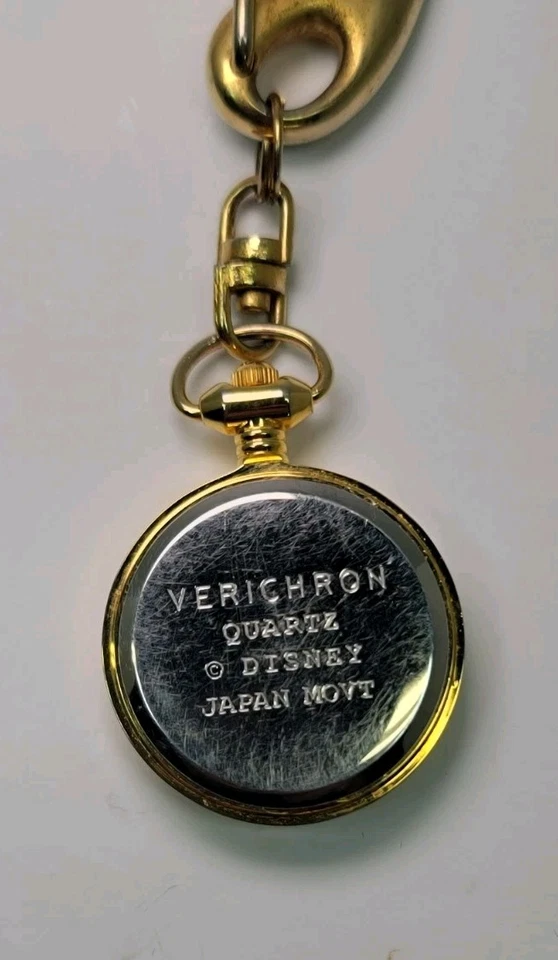 VERICHRON
QUARTZ
© DISNEY
JAPAN MOVT